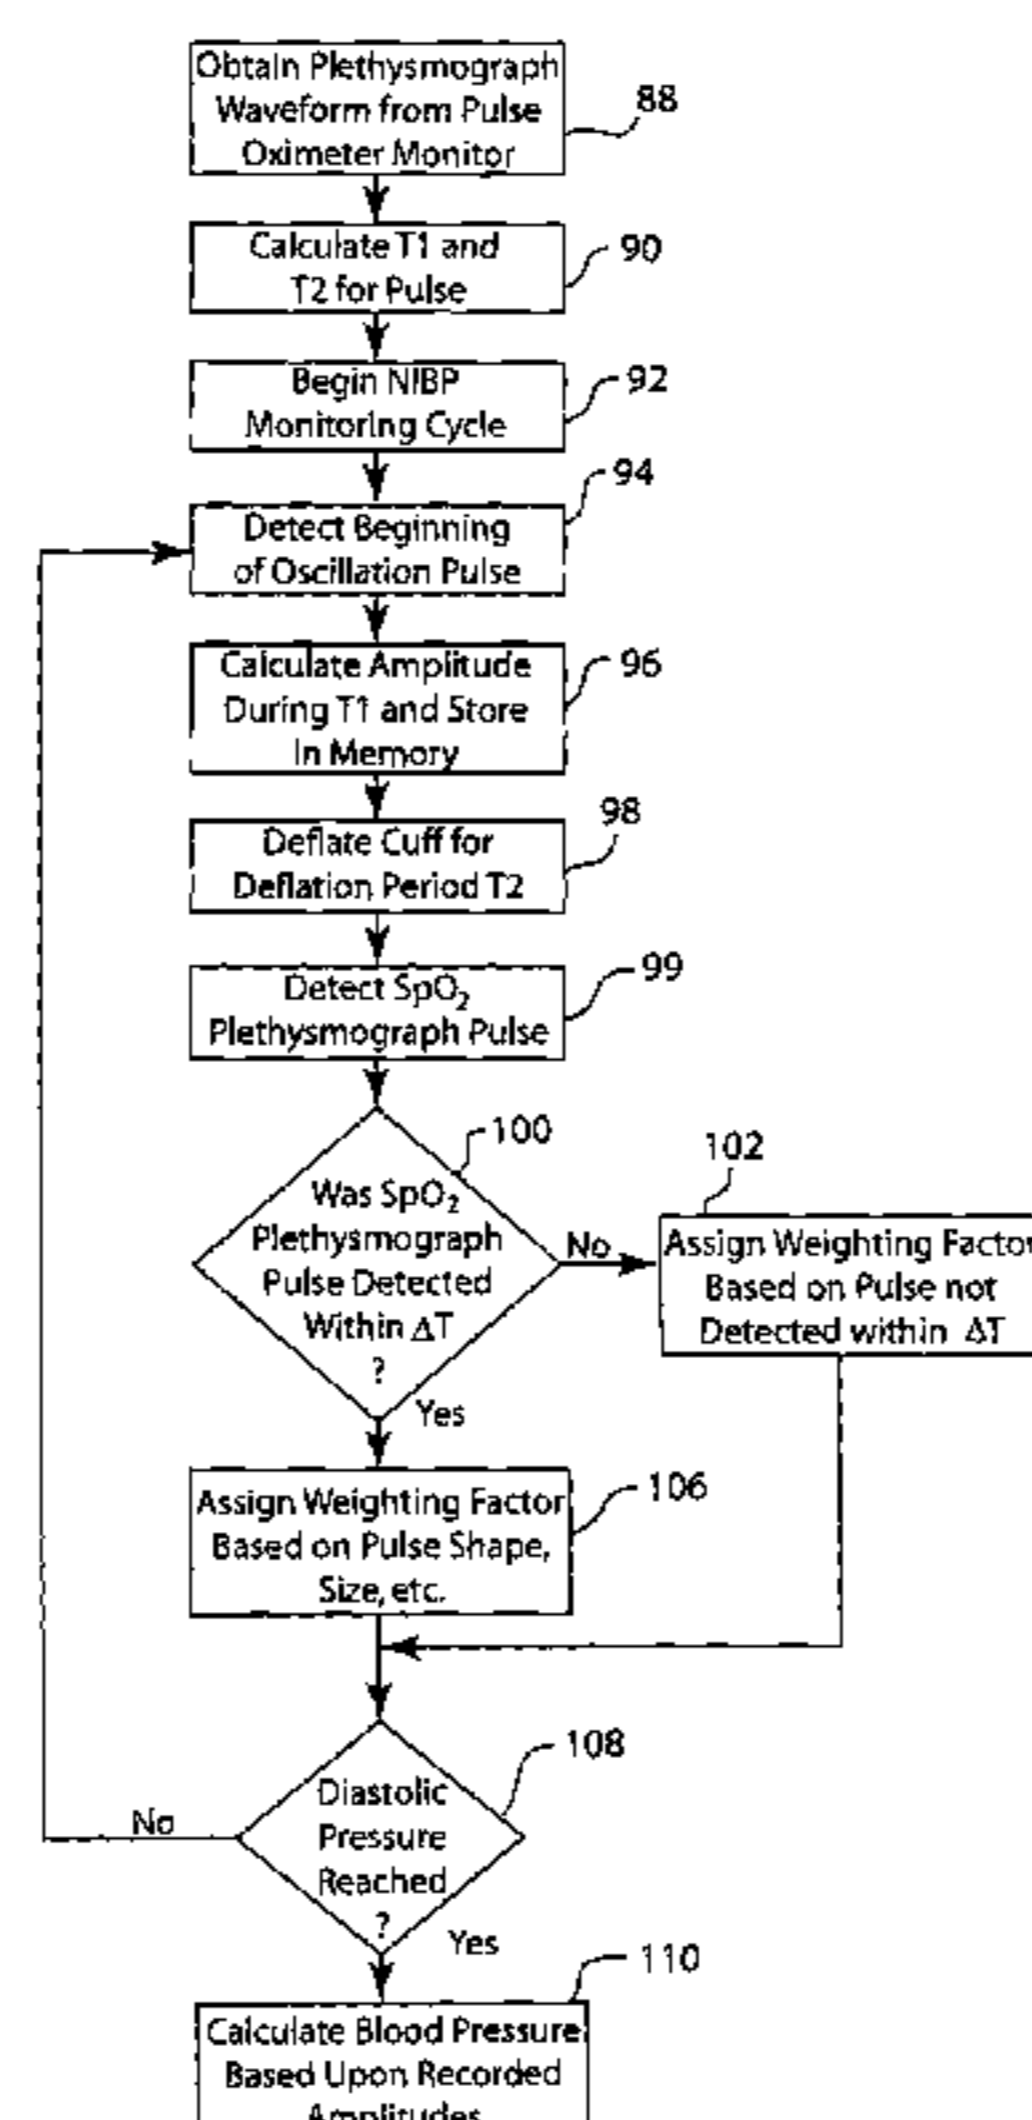 Obtain Plethysmograph
Waveform from Pulse
Oximeter Monitor
88
Calculate T1 and
T2 for Pulse
90
Begin NIBP
Monitoring Cycle
92
Detect Beginning
of Oscillation Pulse
94
Calculate Amplitude
During T1 and Store
In Memory
96
Deflate Cuff for
Deflation Period T2
98
Detect SpO₂
Plethysmograph Pulse
99
Was SpO₂
Plethysmograph
Pulse Detected
Within ΔT
?
100
No
Assign Weighting Factor
Based on Pulse not
Detected within ΔT
102
Yes
Assign Weighting Factor
Based on Pulse Shape,
Size, etc.
106
Diastolic
Pressure
Reached
?
108
No
Yes
Calculate Blood Pressure
Based Upon Recorded
Amplitudes
110